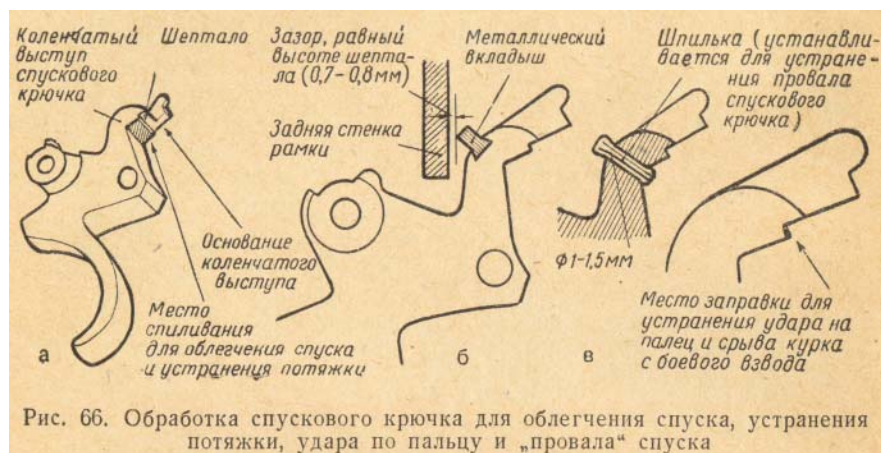 Коленчатый
выступ
спускового
крючка
Шептало
Зазор, равный
высоте шепта-
ла (0,7–0,8мм)
Задняя стенка
рамки
Металлический
вкладыш
Шпилька (устанавли-
вается для устране-
ния провала
спускового
крючка)
Основание
коленчатого
выступа
Место
спиливания
для облегчения спуска
и устранения потяжки
ф1–1,5мм
Место заправки для
устранения удара на
палец и срыва курка
с боевого взвода
а
б
в
Рис. 66. Обработка спускового крючка для облегчения спуска, устранения
потяжки, удара по пальцу и „провала“ спуска